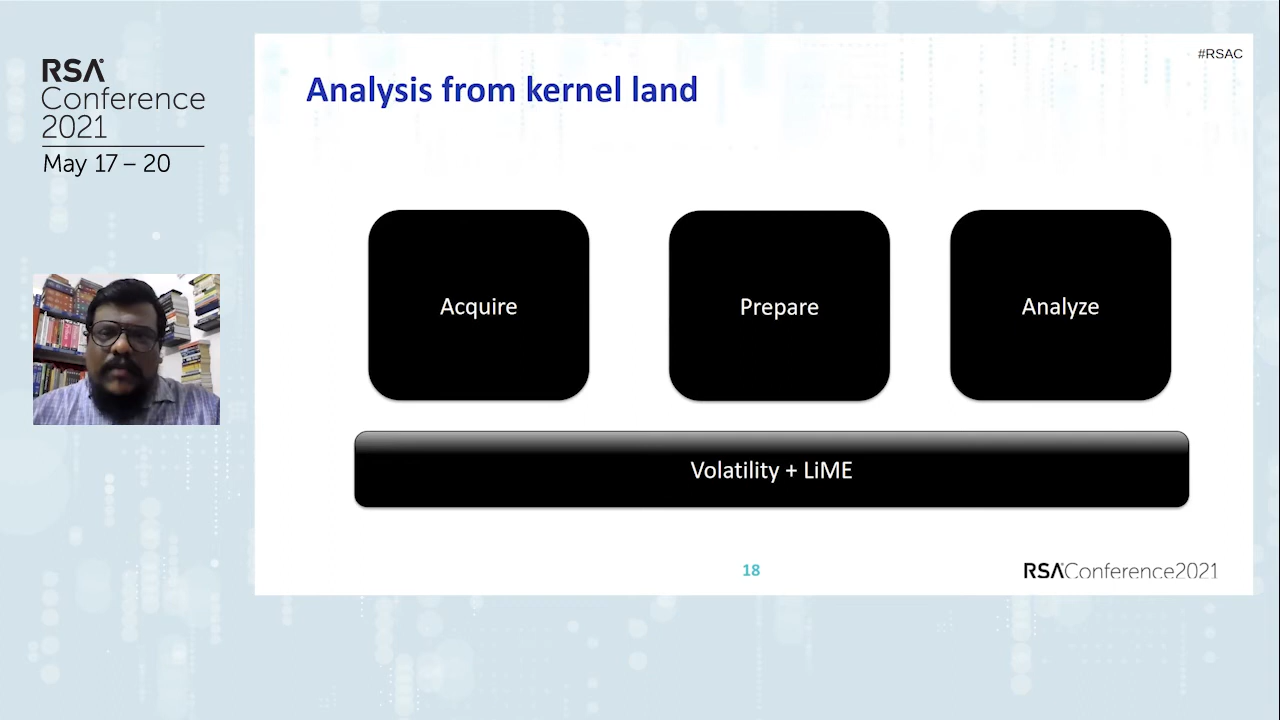 RSA
Conference
2021
May 17 – 20
#RSAC
Analysis from kernel land
Acquire
Prepare
Analyze
Volatility + LiME
18
RSAConference2021